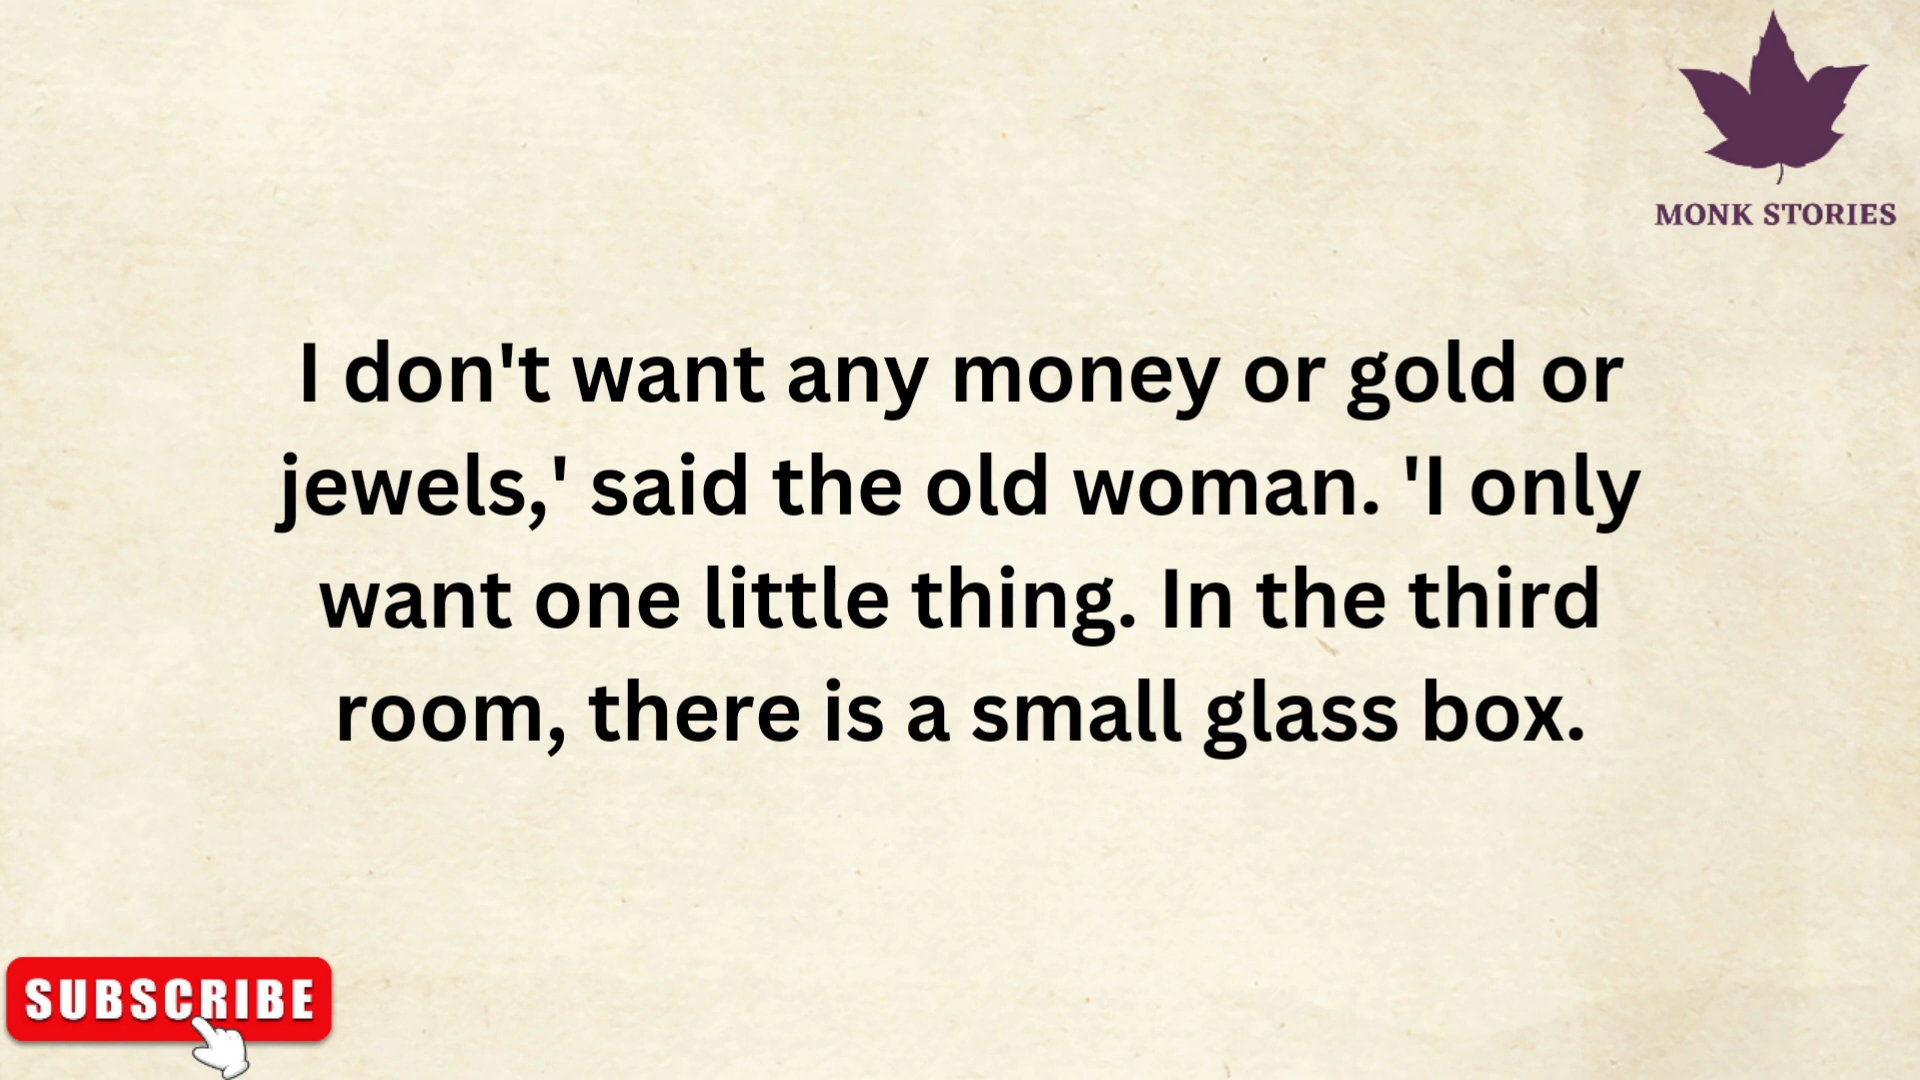 MONK STORIES
I don't want any money or gold or
jewels,' said the old woman. 'I only
want one little thing. In the third
room, there is a small glass box.
SUBSCRIBE